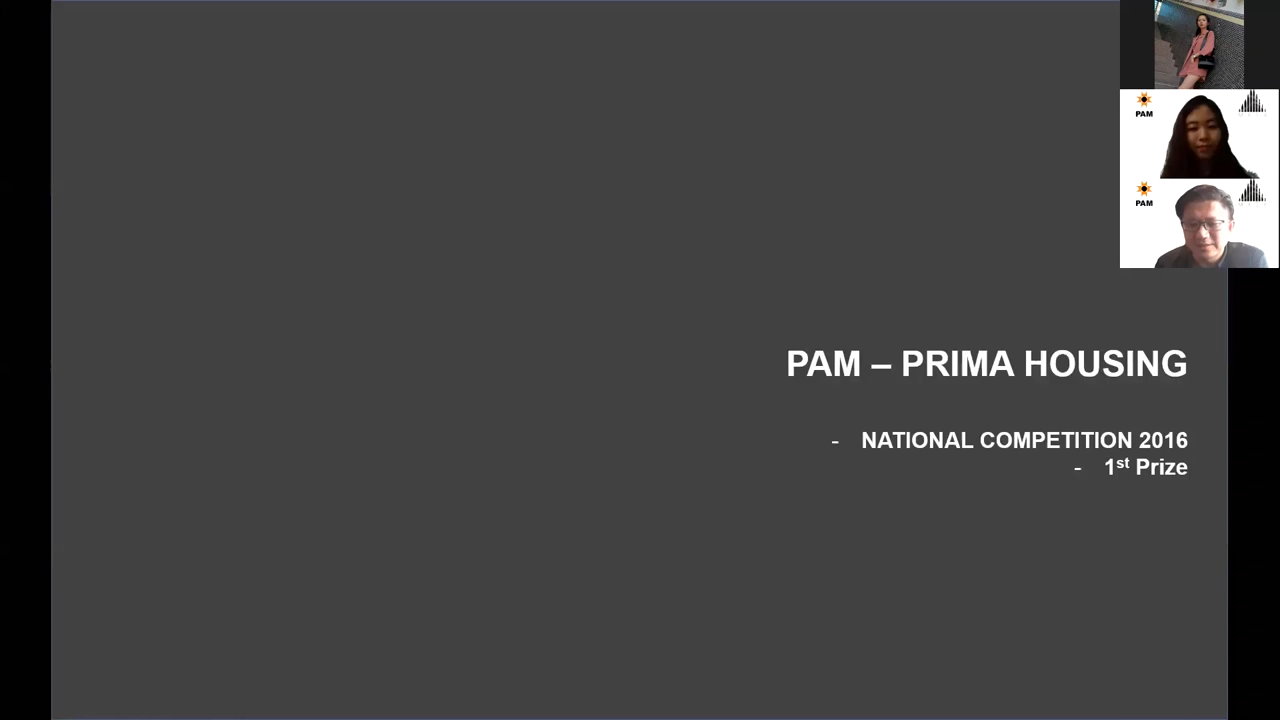 PAM
PAM
PAM – PRIMA HOUSING
- NATIONAL COMPETITION 2016
- 1st Prize